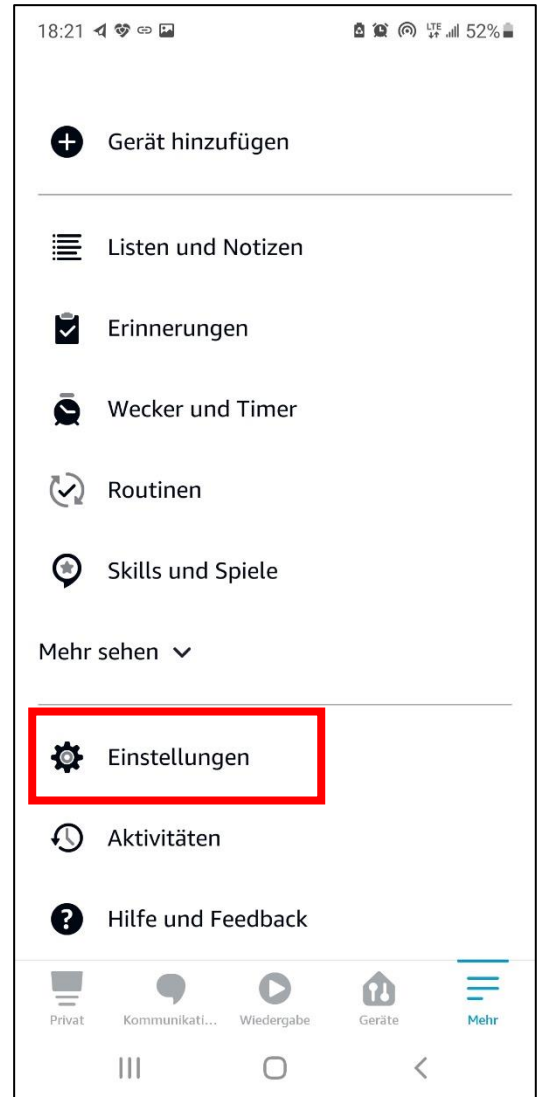 18:21 LTE 52%
Gerät hinzufügen
Listen und Notizen
Erinnerungen
Wecker und Timer
Routinen
Skills und Spiele
Mehr sehen
Einstellungen
Aktivitäten
Hilfe und Feedback
Privat Kommunikati... Wiedergabe Geräte Mehr